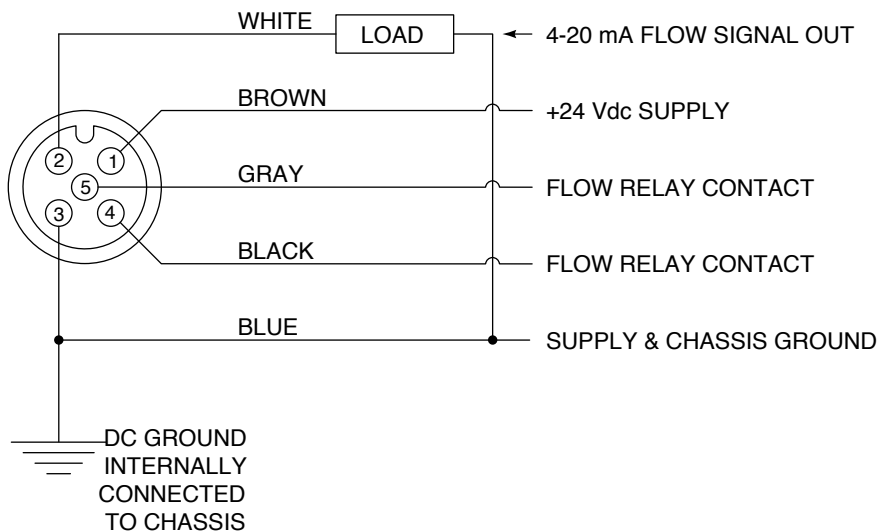 WHITE
LOAD
4-20 mA FLOW SIGNAL OUT
BROWN
+24 Vdc SUPPLY
2
1
GRAY
5
FLOW RELAY CONTACT
3
4
BLACK
FLOW RELAY CONTACT
BLUE
SUPPLY & CHASSIS GROUND
DC GROUND
INTERNALLY
CONNECTED
TO CHASSIS